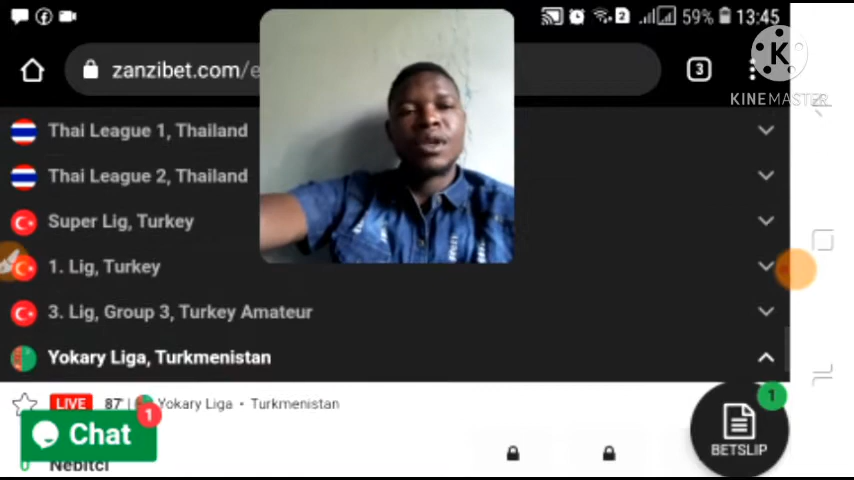 2 59% 13:45
zanzibet.com/e
3
K
KINEMASTER
Thai League 1, Thailand
Thai League 2, Thailand
Super Lig, Turkey
1. Lig, Turkey
3. Lig, Group 3, Turkey Amateur
Yokary Liga, Turkmenistan
LIVE 87' Yokary Liga • Turkmenistan
1
Chat
1
BETSLIP
0 Nebitci